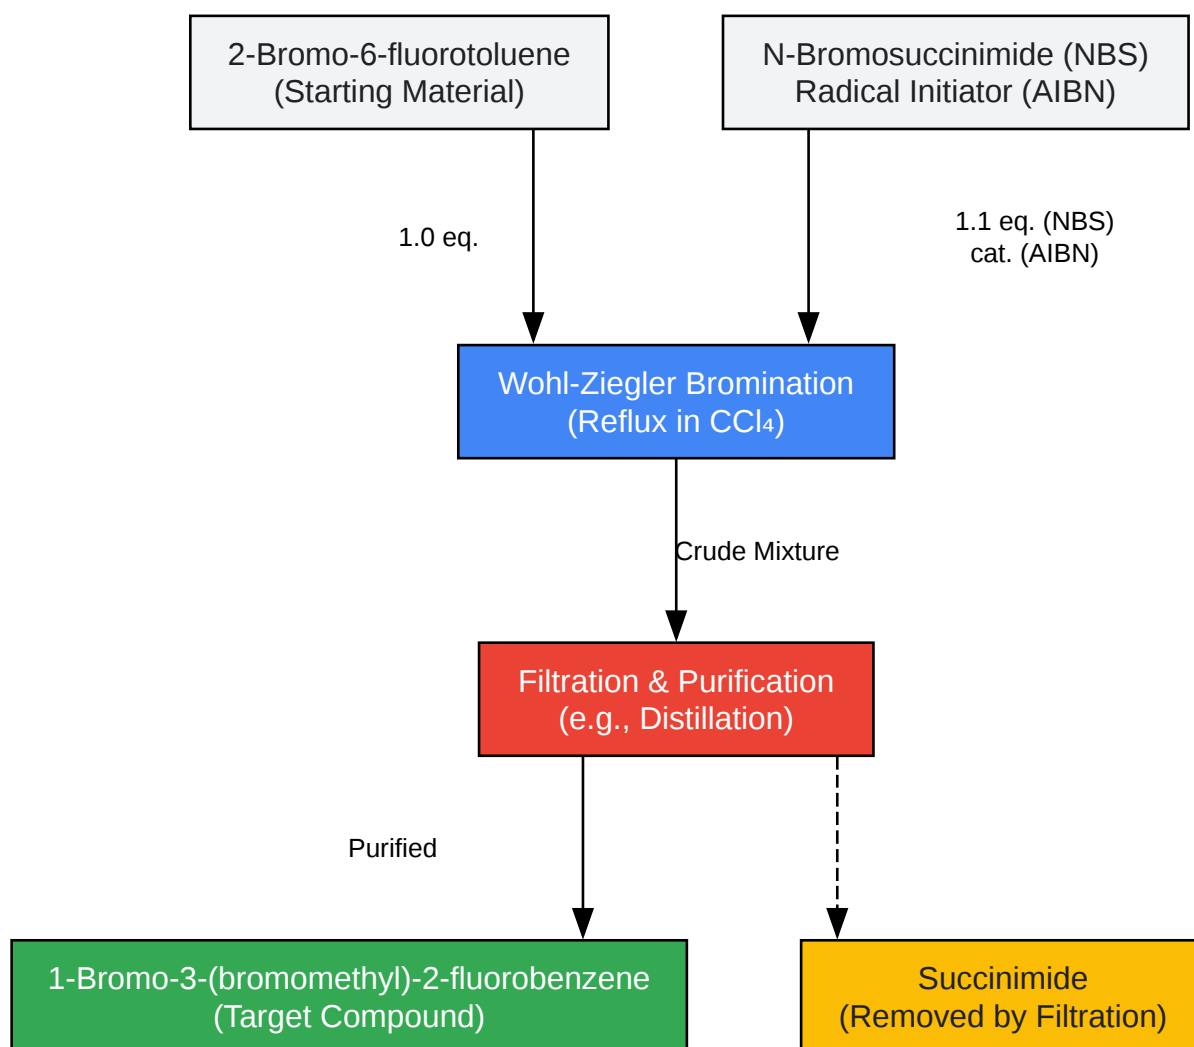 2-Bromo-6-fluorotoluene
(Starting Material)
N-Bromosuccinimide (NBS)
Radical Initiator (AIBN)
1.0 eq.
1.1 eq. (NBS)
cat. (AIBN)
Wohl-Ziegler Bromination
(Reflux in CCl₄)
Crude Mixture
Filtration & Purification
(e.g., Distillation)
Purified
1-Bromo-3-(bromomethyl)-2-fluorobenzene
(Target Compound)
Succinimide
(Removed by Filtration)